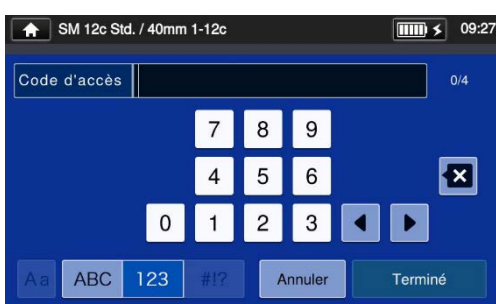 SM 12c Std. / 40mm 1-12c 09:27
Code d'accès 0/4
7 8 9
4 5 6
0 1 2 3
Aa ABC 123 #!? Annuler Terminé